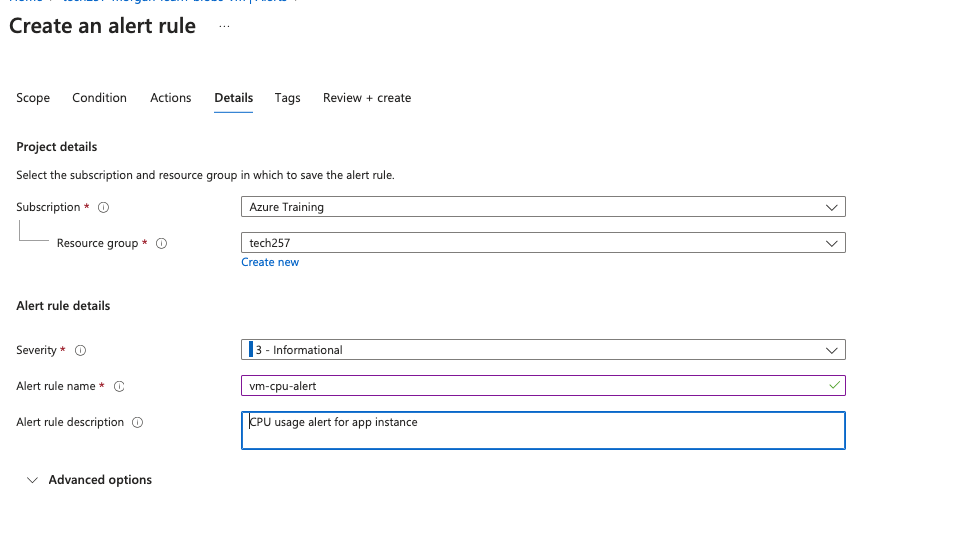 Create an alert rule ...
Scope Condition Actions Details Tags Review + create
Project details
Select the subscription and resource group in which to save the alert rule.
Subscription * Azure Training
Resource group * tech257
Create new
Alert rule details
Severity * 3 - Informational
Alert rule name * vm-cpu-alert
Alert rule description CPU usage alert for app instance
Advanced options